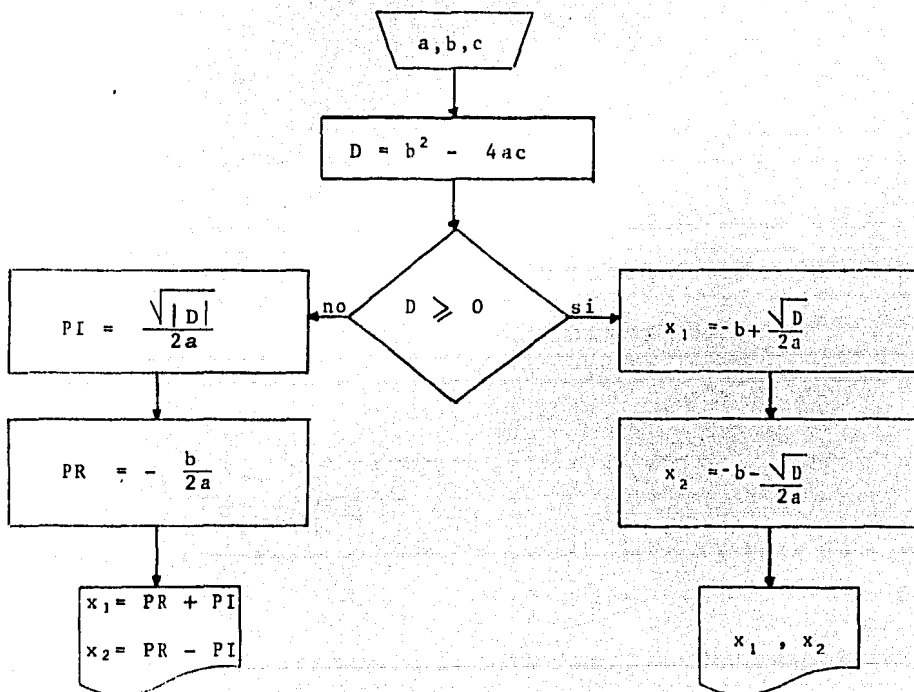 a,b,c
D = b² - 4ac
D ≥ 0
no
si
PI = √|D| / 2a
x₁ = -b + √D / 2a
PR = - b / 2a
x₂ = -b - √D / 2a
x₁ = PR + PI
x₂ = PR - PI
x₁ , x₂